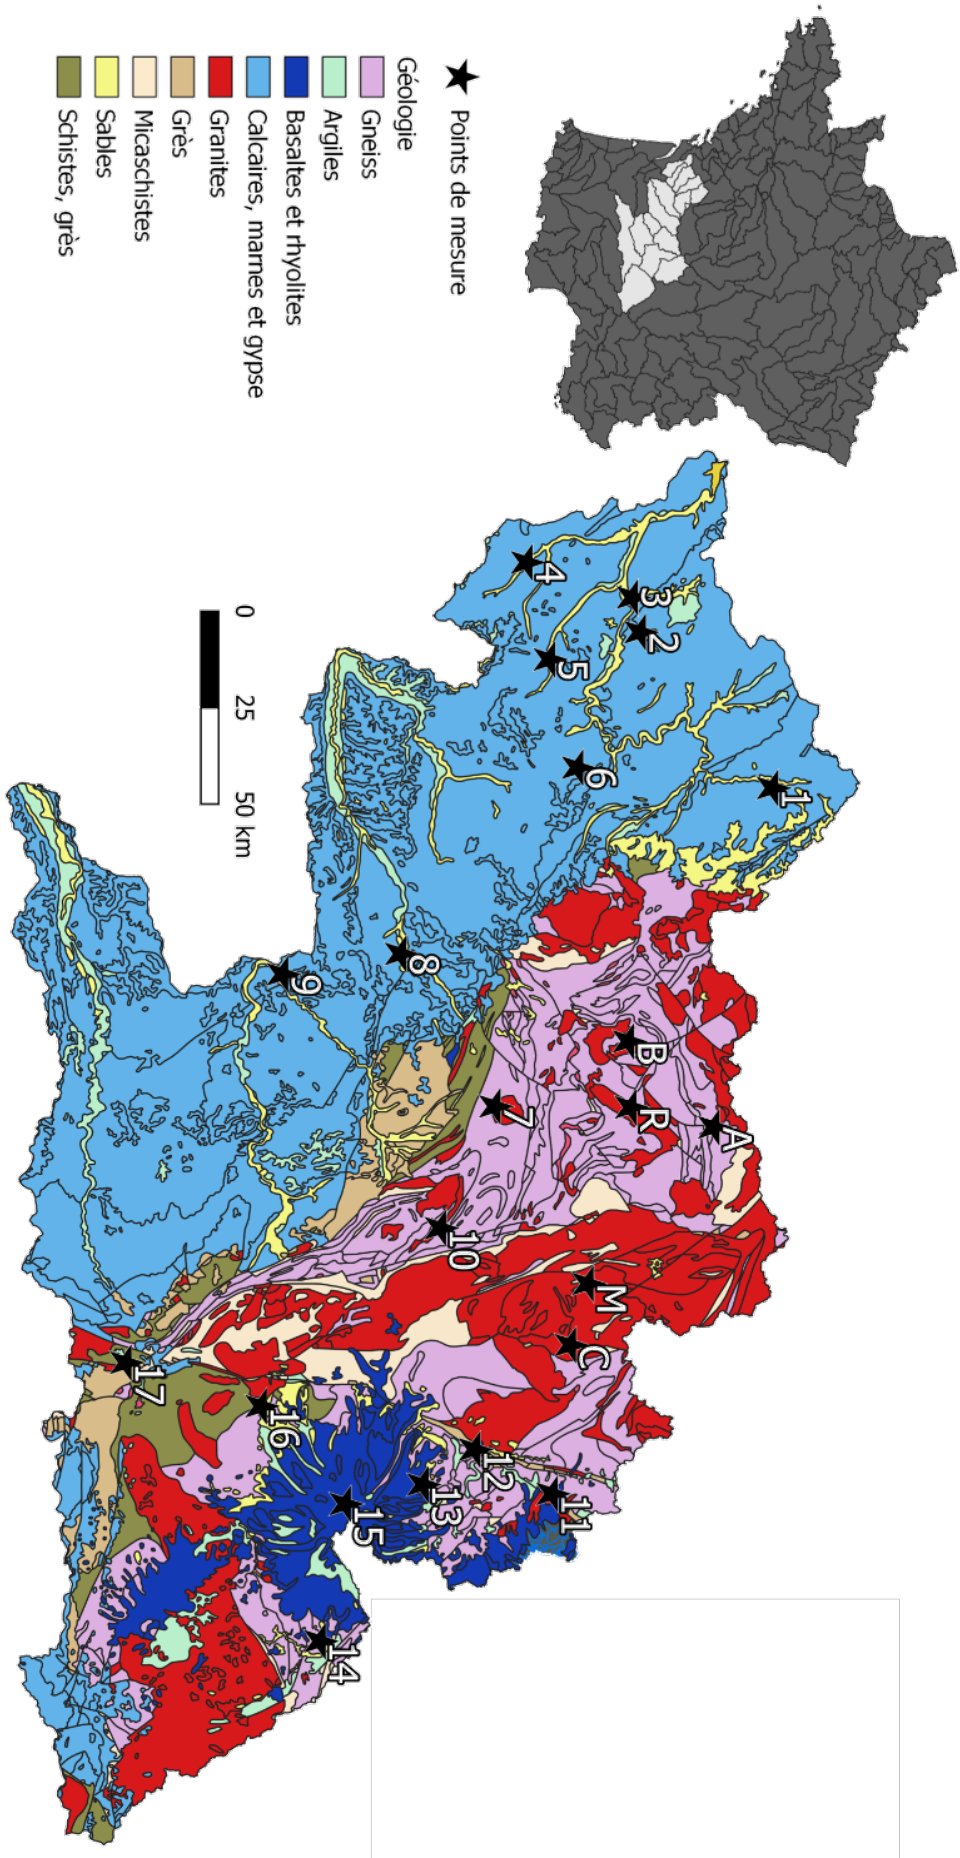 Points de mesure
Géologie
Gneiss
Argiles
Basaltes et rhyolites
Calcaires, marnes et gypse
Granites
Grès
Micaschistes
Sables
Schistes, grès
0 25 50 km
1
2
3
4
5
6
7
8
9
10
11
12
13
14
15
16
17
A
B
R
M
C